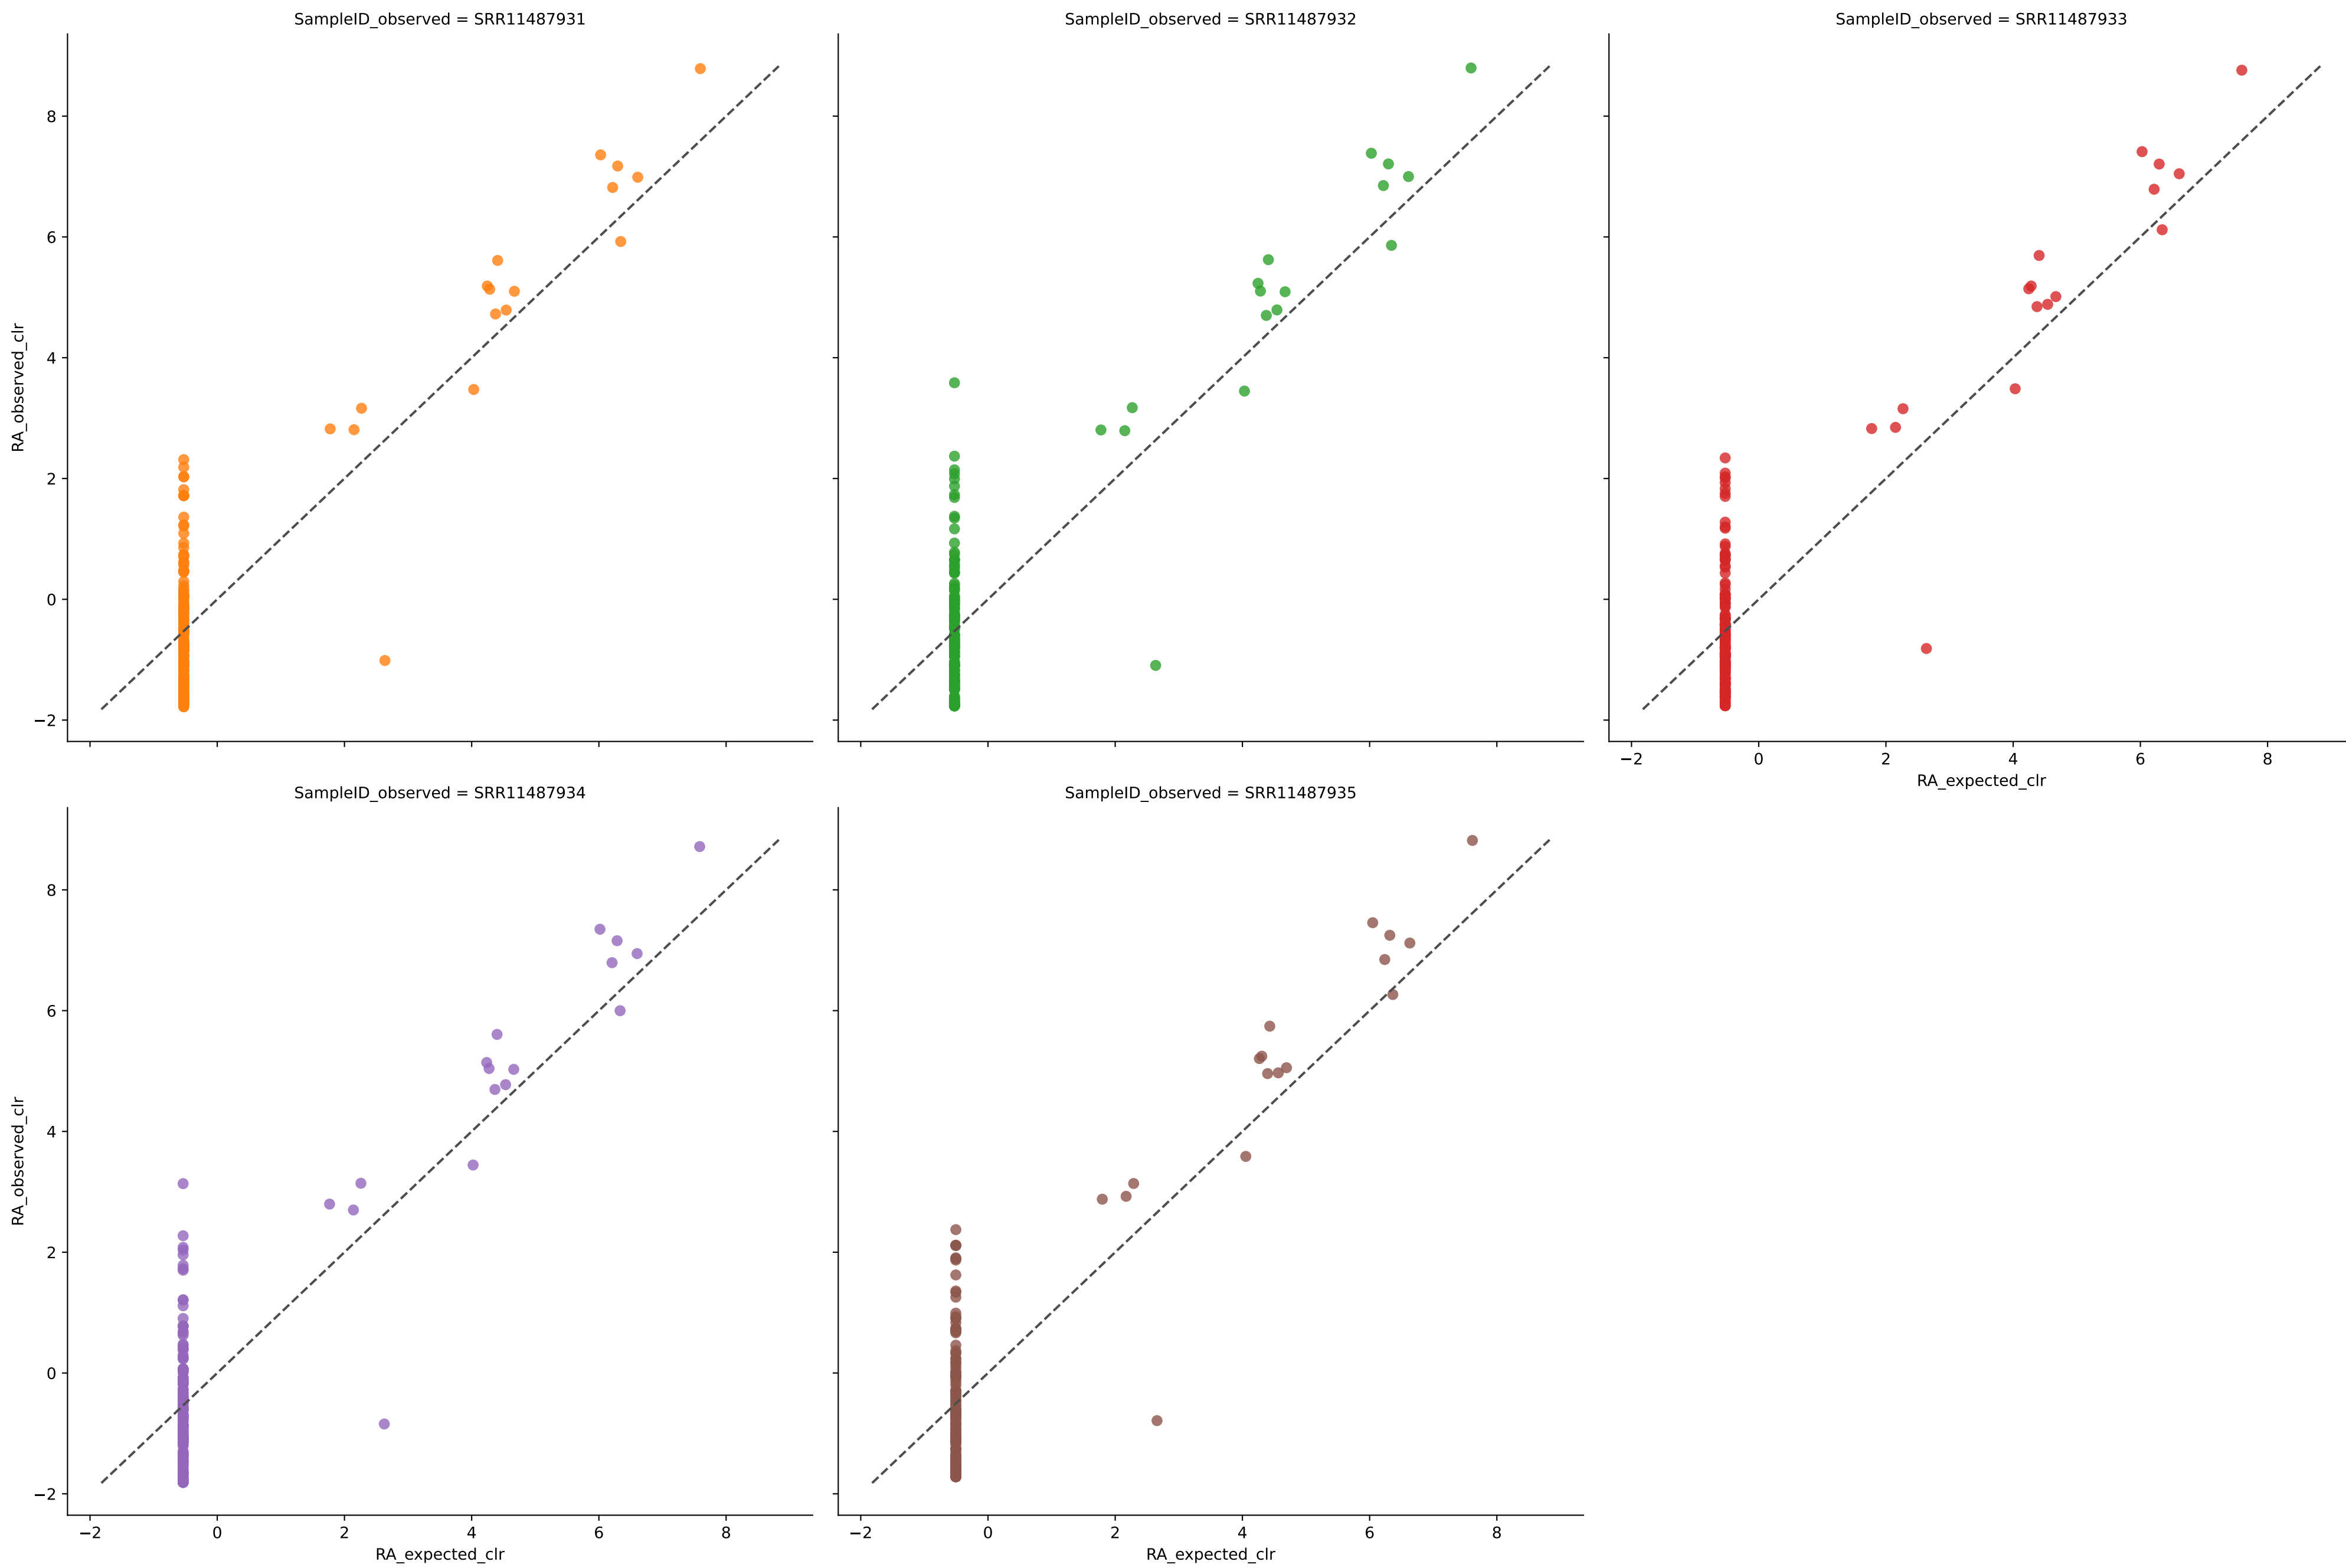 SampleID_observed = SRR11487931
SampleID_observed = SRR11487932
SampleID_observed = SRR11487933
RA_observed_clr
8
6
4
2
0
−2
−2 0 2 4 6 8
RA_expected_clr
SampleID_observed = SRR11487934
SampleID_observed = SRR11487935
RA_observed_clr
8
6
4
2
0
−2
−2 0 2 4 6 8
RA_expected_clr
−2 0 2 4 6 8
RA_expected_clr